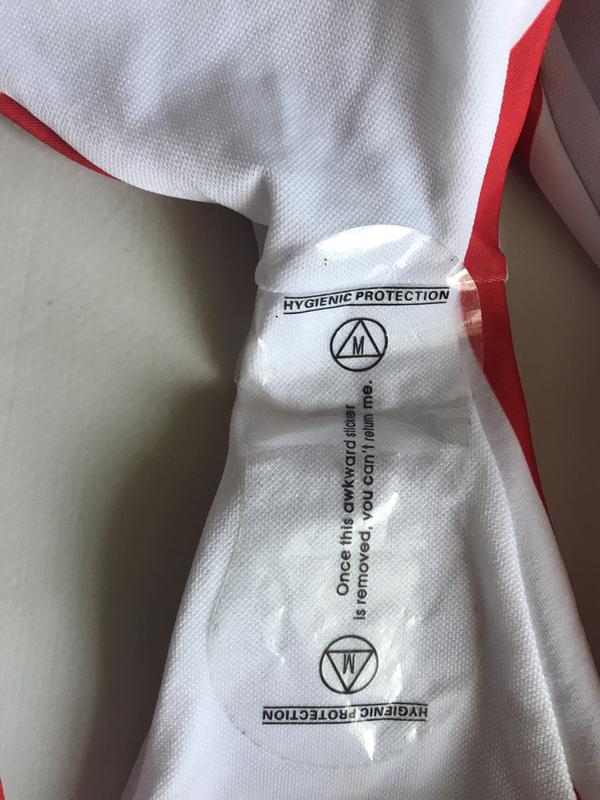 HYGIENIC PROTECTION
M
Once this awkward sticker
is removed, you can't return me.
M
HYGIENIC PROTECTION